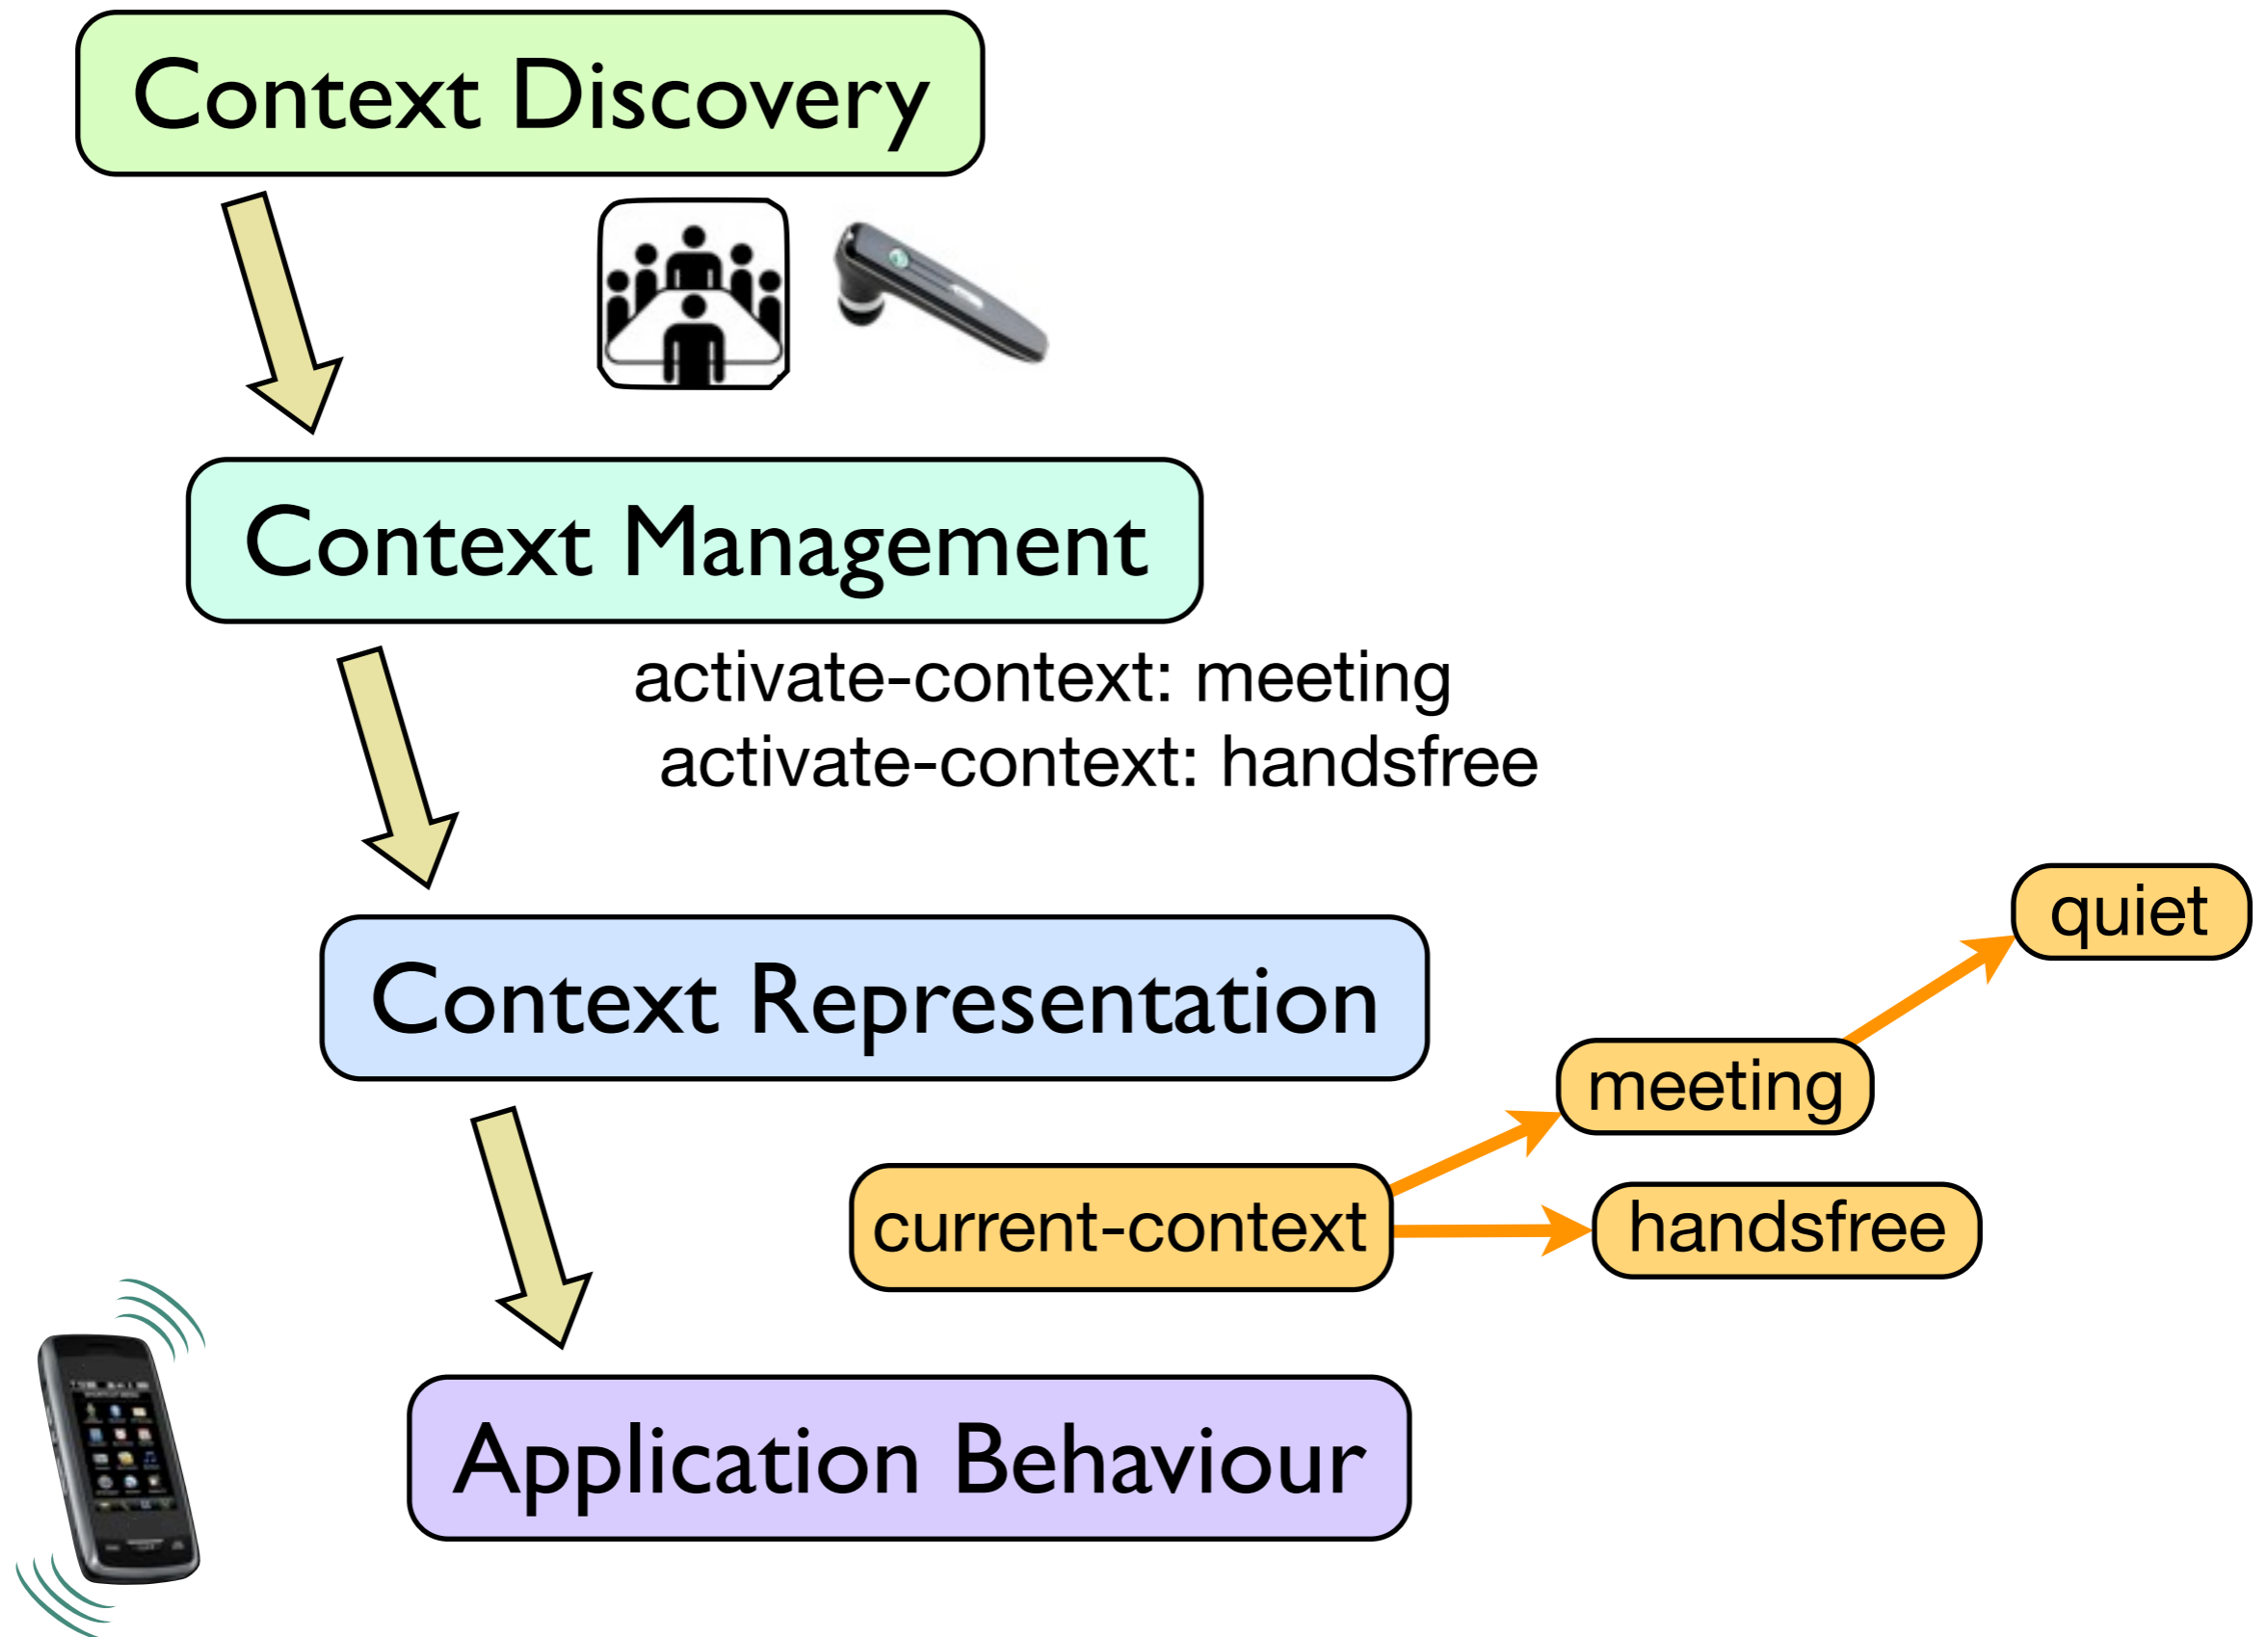 Context Discovery
Context Management
activate-context: meeting
activate-context: handsfree
Context Representation
quiet
meeting
current-context
handsfree
Application Behaviour